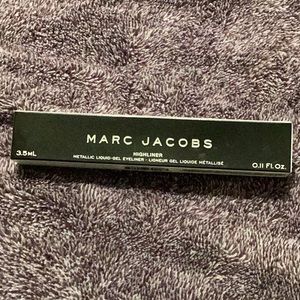 MARC JACOBS
HIGHLINER
3.5mL METALLIC LIQUID-GEL EYELINER • LIGNEUR GEL LIQUIDE MÉTALLISÉ 0.11 Fl. Oz.